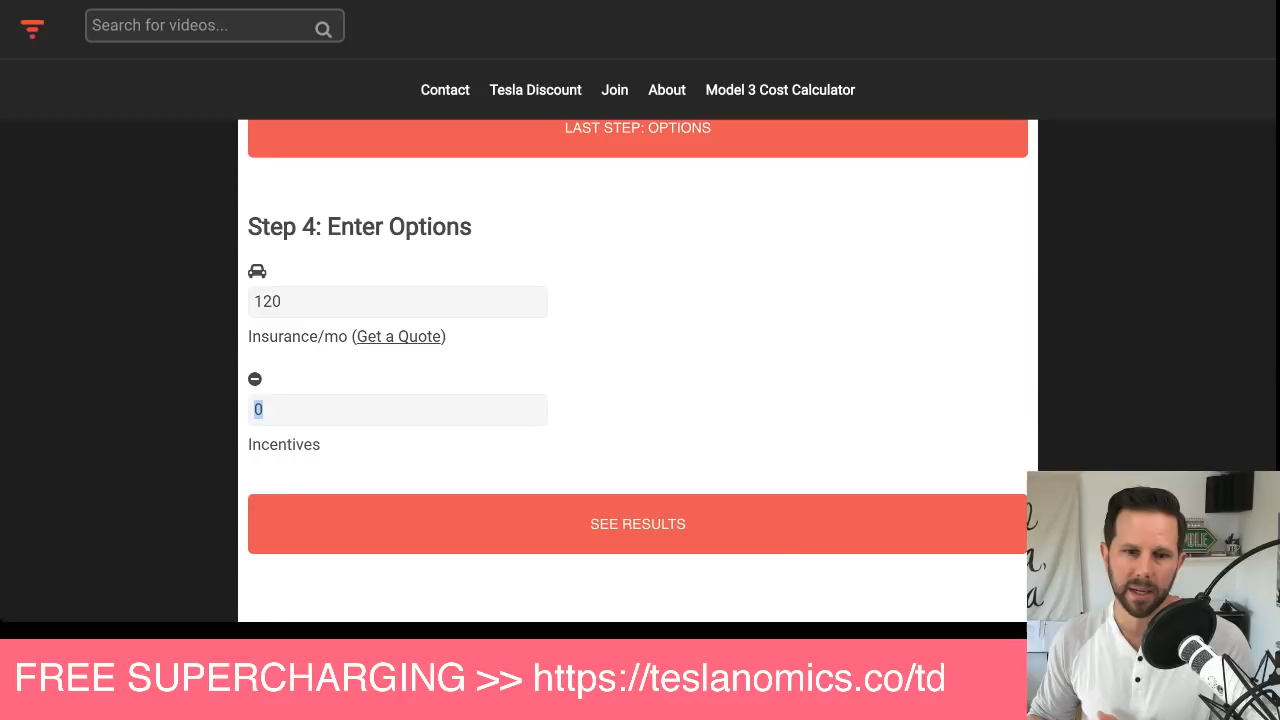 Search for videos...
Contact Tesla Discount Join About Model 3 Cost Calculator
LAST STEP: OPTIONS
Step 4: Enter Options
120
Insurance/mo (Get a Quote)
0
Incentives
SEE RESULTS
FREE SUPERCHARGING >> https://teslanomics.co/td